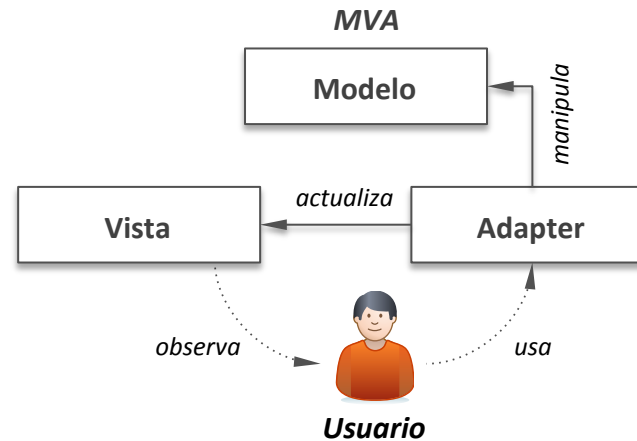 MVA
Modelo
manipula
actualiza
Vista
Adapter
observa
usa
Usuario